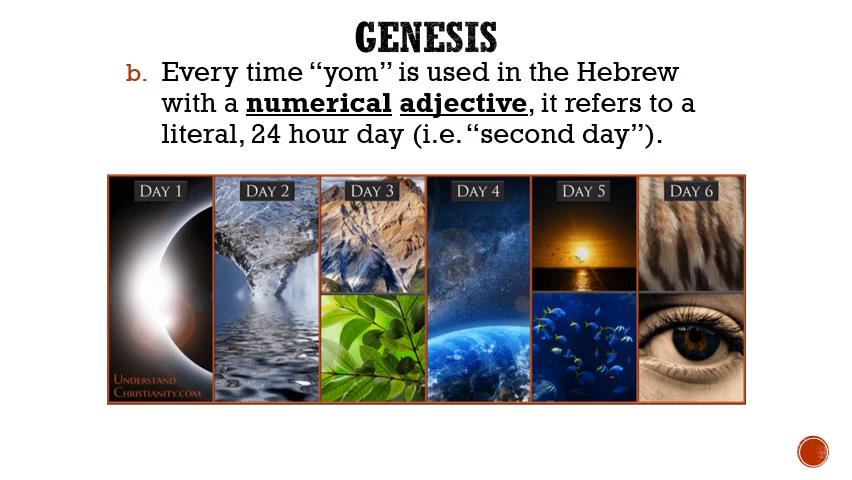 GENESIS
b. Every time “yom” is used in the Hebrew
with a numerical adjective, it refers to a
literal, 24 hour day (i.e. “second day”).
DAY 1 DAY 2 DAY 3 DAY 4 DAY 5 DAY 6
UNDERSTAND
CHRISTIANITY.COM